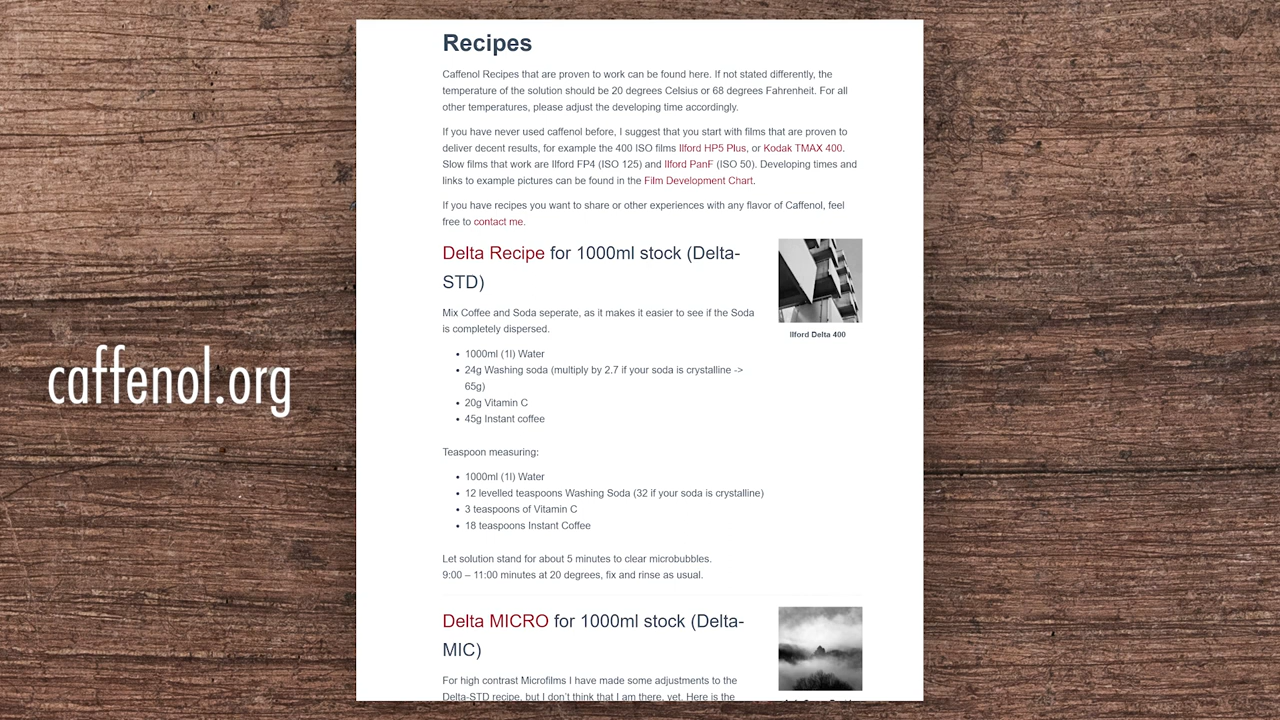 Recipes
Caffenol Recipes that are proven to work can be found here. If not stated differently, the
temperature of the solution should be 20 degrees Celsius or 68 degrees Fahrenheit. For all
other temperatures, please adjust the developing time accordingly.
If you have never used caffenol before, I suggest that you start with films that are proven to
deliver decent results, for example the 400 ISO films Ilford HP5 Plus, or Kodak TMAX 400.
Slow films that work are Ilford FP4 (ISO 125) and Ilford PanF (ISO 50). Developing times and
links to example pictures can be found in the Film Development Chart.
If you have recipes you want to share or other experiences with any flavor of Caffenol, feel
free to contact me.
Delta Recipe for 1000ml stock (Delta-
STD)
Mix Coffee and Soda seperate, as it makes it easier to see if the Soda
is completely dispersed.
• 1000ml (1l) Water
• 24g Washing soda (multiply by 2.7 if your soda is crystalline ->
65g)
• 20g Vitamin C
• 45g Instant coffee
Ilford Delta 400
caffenol.org
Teaspoon measuring:
• 1000ml (1l) Water
• 12 levelled teaspoons Washing Soda (32 if your soda is crystalline)
• 3 teaspoons of Vitamin C
• 18 teaspoons Instant Coffee
Let solution stand for about 5 minutes to clear microbubbles.
9:00 – 11:00 minutes at 20 degrees, fix and rinse as usual.
Delta MICRO for 1000ml stock (Delta-
MIC)
For high contrast Microfilms I have made some adjustments to the
Delta-STD recipe, but I don't think that I am there, yet. Here is the